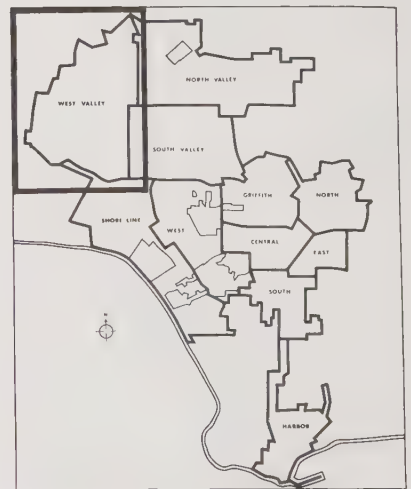 NORTH VALLEY
WEST VALLEY
SOUTH VALLEY
GRIFFITH
NORTH
SHORE LINE
WEST
CENTRAL
EAST
SOUTH
N
HARBOR